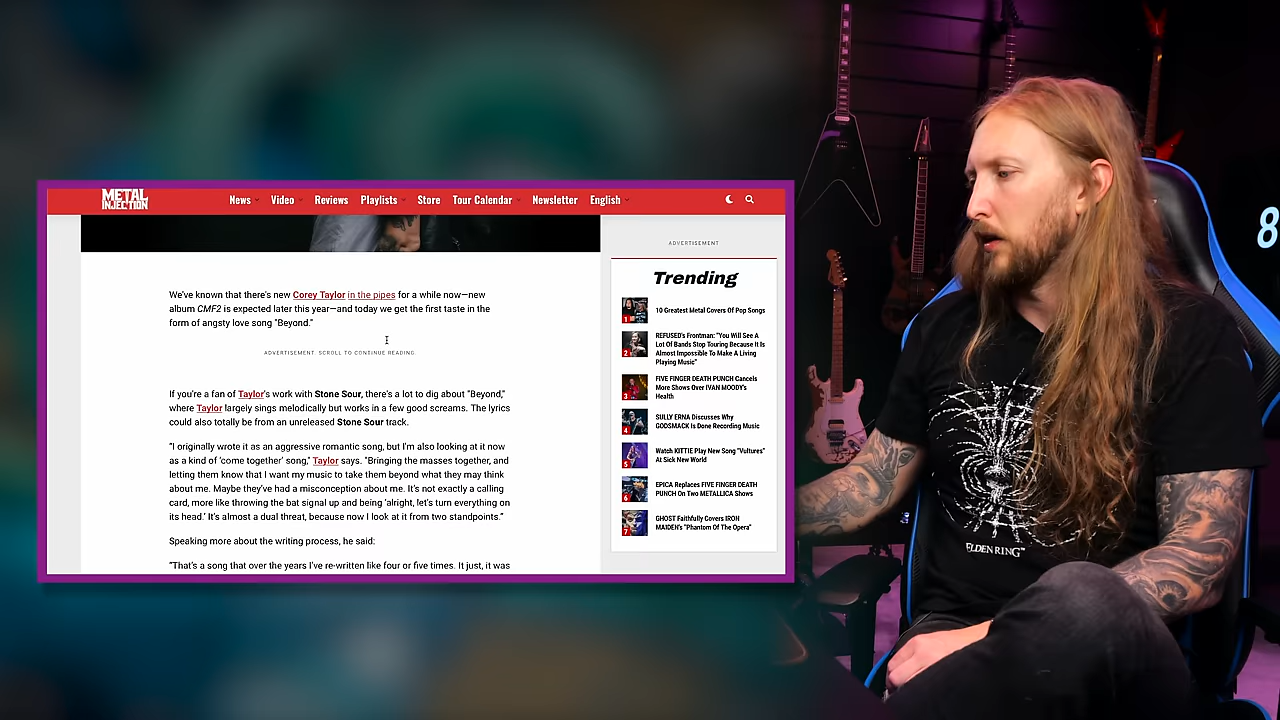 METAL
INJECTION
News Video Reviews Playlists Store Tour Calendar Newsletter English
We've known that there's new Corey Taylor in the pipes for a while now—new
album CMF2 is expected later this year—and today we get the first taste in the
form of angsty love song "Beyond."
ADVERTISEMENT. SCROLL TO CONTINUE READING.
If you're a fan of Taylor's work with Stone Sour, there's a lot to dig about "Beyond,"
where Taylor largely sings melodically but works in a few good screams. The lyrics
could also totally be from an unreleased Stone Sour track.
"I originally wrote it as an aggressive romantic song, but I'm also looking at it now
as a kind of 'come together' song," Taylor says. "Bringing the masses together, and
letting them know that I want my music to take them beyond what they may think
about me. Maybe they've had a misconception about me. It's not exactly a calling
card, more like throwing the bat signal up and being 'alright, let's turn everything on
its head.' It's almost a dual threat, because now I look at it from two standpoints."
Speaking more about the writing process, he said:
"That's a song that over the years I've re-written like four or five times. It just, it was
ADVERTISEMENT
Trending
1
10 Greatest Metal Covers Of Pop Songs
2
REFUSED's Frontman: "You Will See A
Lot Of Bands Stop Touring Because It Is
Almost Impossible To Make A Living
Playing Music"
3
FIVE FINGER DEATH PUNCH Cancels
More Shows Over IVAN MOODY's
Health
4
SULLY ERNA Discusses Why
GODSMACK Is Done Recording Music
5
Watch KITTIE Play New Song "Vultures"
At Sick New World
6
EPICA Replaces FIVE FINGER DEATH
PUNCH On Two METALLICA Shows
7
GHOST Faithfully Covers IRON
MAIDEN's "Phantom Of The Opera"
ELDEN RING™
8